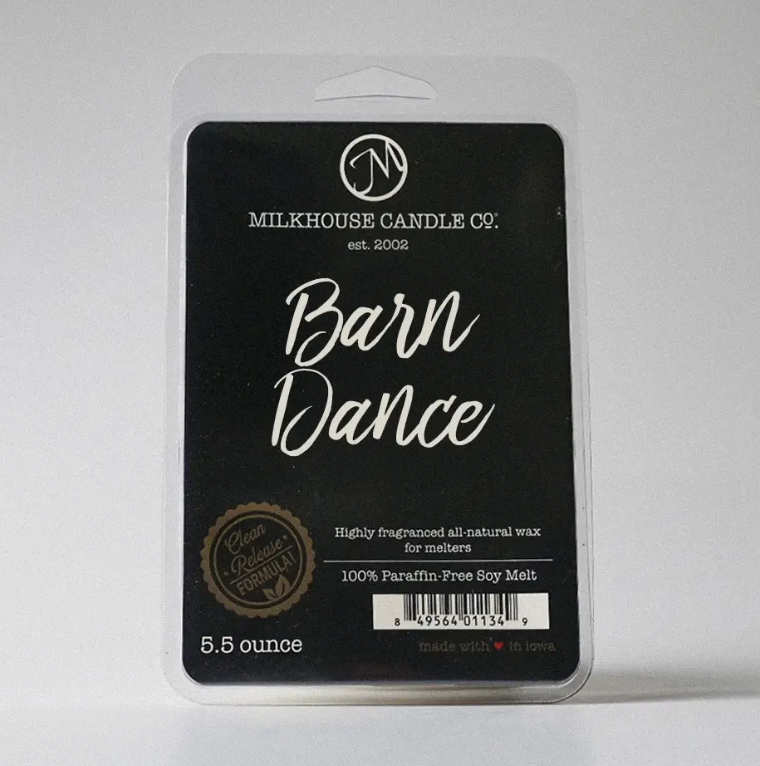 M
MILKHOUSE CANDLE CO.®
est. 2002
Barn
Dance
Clean
Release
FORMULA!
Highly fragranced all-natural wax
for melters
100% Paraffin-Free Soy Melt
8 49564 01134 9
5.5 ounce
made with ♥ in iowa